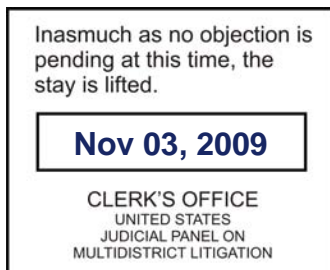 Inasmuch as no objection is
pending at this time, the
stay is lifted.
Nov 03, 2009
CLERK'S OFFICE
UNITED STATES
JUDICIAL PANEL ON
MULTIDISTRICT LITIGATION